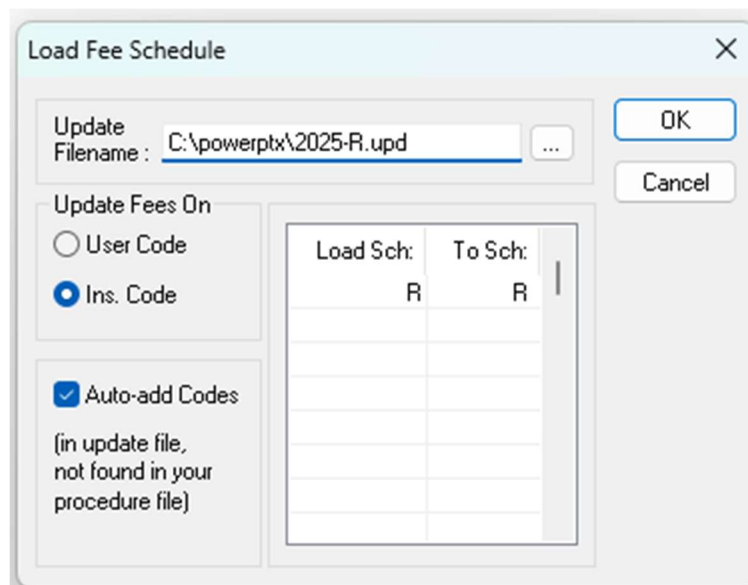 Load Fee Schedule
Update
Filename :
C:\powerptx\2025-R.upd
...
OK
Cancel
Update Fees On
User Code
Ins. Code
Load Sch: To Sch:
R R
Auto-add Codes
(in update file,
not found in your
procedure file)